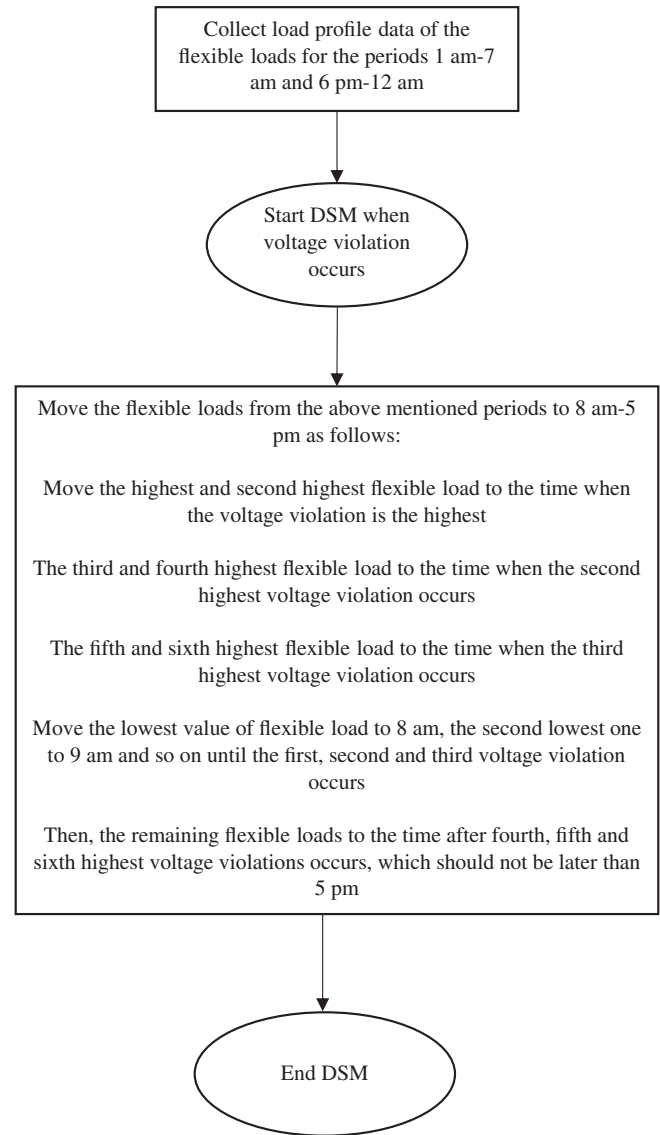 Collect load profile data of the
flexible loads for the periods 1 am-7
am and 6 pm-12 am
Start DSM when
voltage violation
occurs
Move the flexible loads from the above mentioned periods to 8 am-5
pm as follows:
Move the highest and second highest flexible load to the time when
the voltage violation is the highest
The third and fourth highest flexible load to the time when the second
highest voltage violation occurs
The fifth and sixth highest flexible load to the time when the third
highest voltage violation occurs
Move the lowest value of flexible load to 8 am, the second lowest one
to 9 am and so on until the first, second and third voltage violation
occurs
Then, the remaining flexible loads to the time after fourth, fifth and
sixth highest voltage violations occurs, which should not be later than
5 pm
End DSM